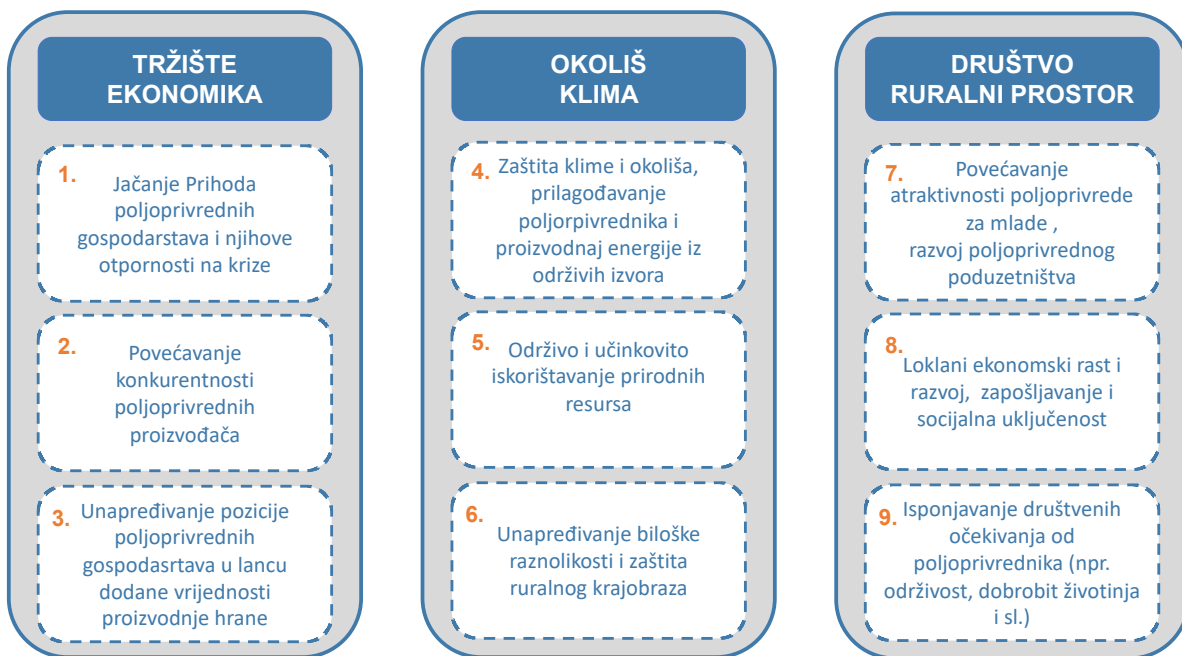 TRŽIŠTE
EKONOMIKA
1.
Jačanje Prihoda
poljoprivrednih
gospodarstava i njihove
otpornosti na krize
2.
Povećavanje
konkurentnosti
poljoprivrednih
proizvođača
3. Unapređivanje pozicije
poljoprivrednih
gospodasrtava u lancu
dodane vrijednosti
proizvodnje hrane
OKOLIŠ
KLIMA
4. Zaštita klime i okoliša,
prilagođavanje
poljorpivrednika i
proizvodnaj energije iz
održivih izvora
5. Održivo i učinkovito
iskorištavanje prirodnih
resursa
6.
Unapređivanje biloške
raznolikosti i zaštita
ruralnog krajobraza
DRUŠTVO
RURALNI PROSTOR
7. Povećavanje
atraktivnosti poljoprivrede
za mlade ,
razvoj poljoprivrednog
poduzetništva
8.
Loklani ekonomski rast i
razvoj, zapošljavanje i
socijalna uključenost
9. Isponjavanje društvenih
očekivanja od
poljoprivrednika (npr.
održivost, dobrobit životinja
i sl.)